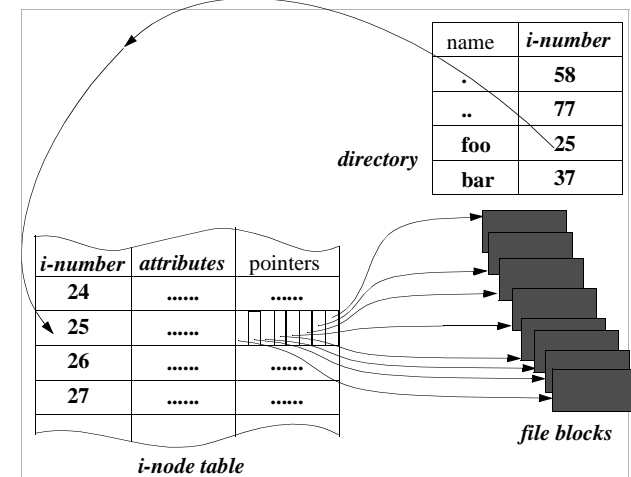 name i-number
. 58
.. 77
foo 25
bar 37
directory
i-number attributes pointers
24 ...... ......
25 ......
26 ...... ......
27 ...... ......
file blocks
i-node table